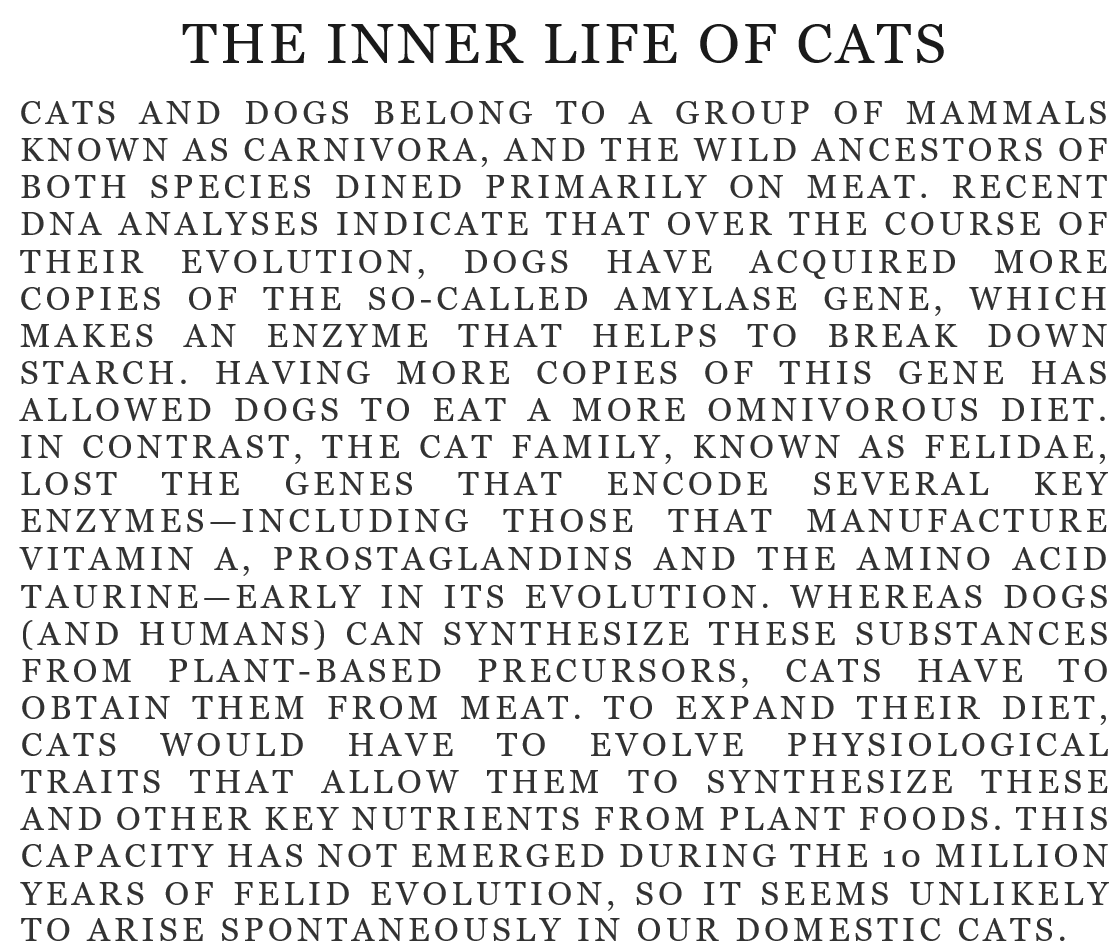 THE INNER LIFE OF CATS
CATS AND DOGS BELONG TO A GROUP OF MAMMALS
KNOWN AS CARNIVORA, AND THE WILD ANCESTORS OF
BOTH SPECIES DINED PRIMARILY ON MEAT. RECENT
DNA ANALYSES INDICATE THAT OVER THE COURSE OF
THEIR EVOLUTION, DOGS HAVE ACQUIRED MORE
COPIES OF THE SO-CALLED AMYLASE GENE, WHICH
MAKES AN ENZYME THAT HELPS TO BREAK DOWN
STARCH. HAVING MORE COPIES OF THIS GENE HAS
ALLOWED DOGS TO EAT A MORE OMNIVOROUS DIET.
IN CONTRAST, THE CAT FAMILY, KNOWN AS FELIDAE,
LOST THE GENES THAT ENCODE SEVERAL KEY
ENZYMES—INCLUDING THOSE THAT MANUFACTURE
VITAMIN A, PROSTAGLANDINS AND THE AMINO ACID
TAURINE—EARLY IN ITS EVOLUTION. WHEREAS DOGS
(AND HUMANS) CAN SYNTHESIZE THESE SUBSTANCES
FROM PLANT-BASED PRECURSORS, CATS HAVE TO
OBTAIN THEM FROM MEAT. TO EXPAND THEIR DIET,
CATS WOULD HAVE TO EVOLVE PHYSIOLOGICAL
TRAITS THAT ALLOW THEM TO SYNTHESIZE THESE
AND OTHER KEY NUTRIENTS FROM PLANT FOODS. THIS
CAPACITY HAS NOT EMERGED DURING THE 10 MILLION
YEARS OF FELID EVOLUTION, SO IT SEEMS UNLIKELY
TO ARISE SPONTANEOUSLY IN OUR DOMESTIC CATS.